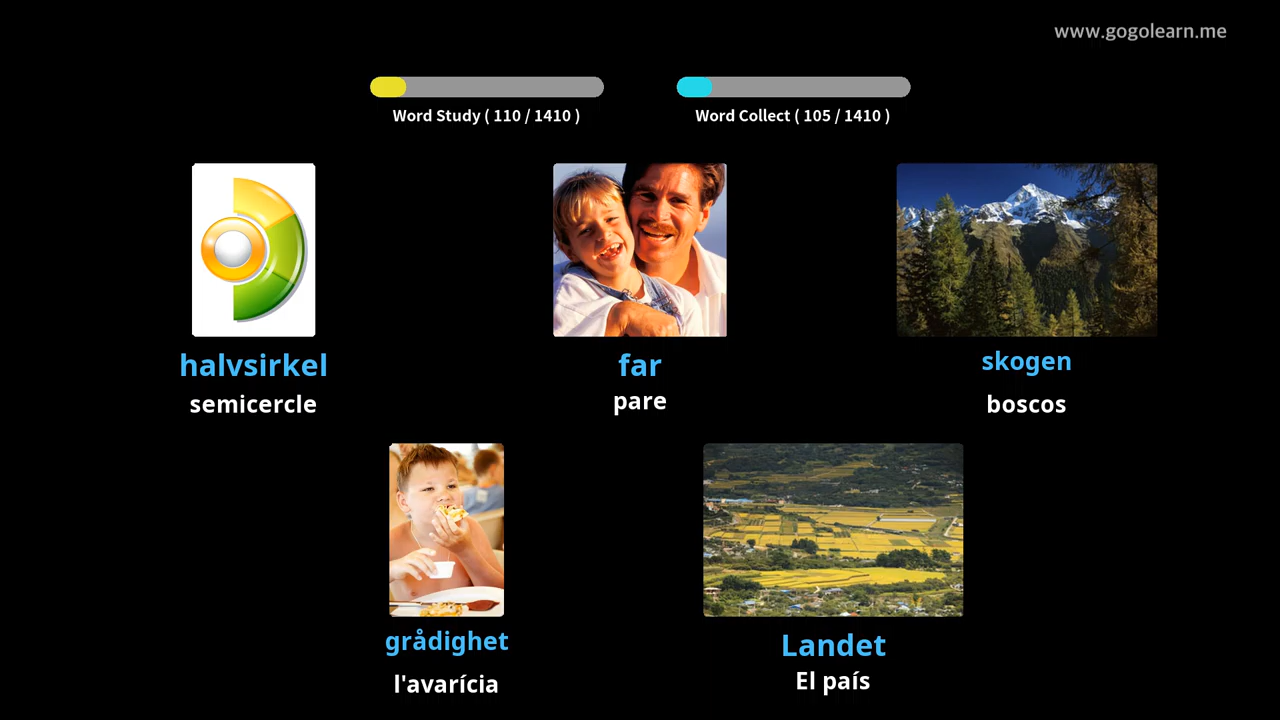 www.gogolearn.me
Word Study ( 110 / 1410 )
Word Collect ( 105 / 1410 )
halvsirkel
semicercle
far
pare
skogen
boscos
grådighet
l'avarícia
Landet
El país